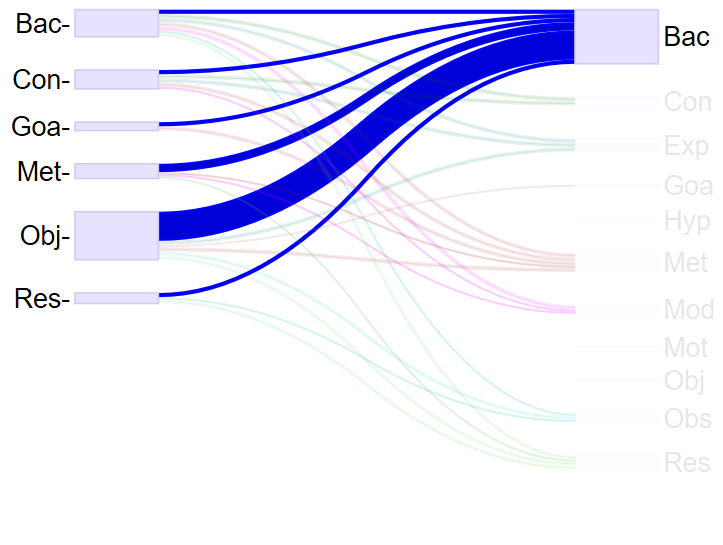 Bac-
Con-
Goa-
Met-
Obj-
Res-
Bac
Con
Exp
Goa
Hyp
Met
Mod
Mot
Obj
Obs
Res